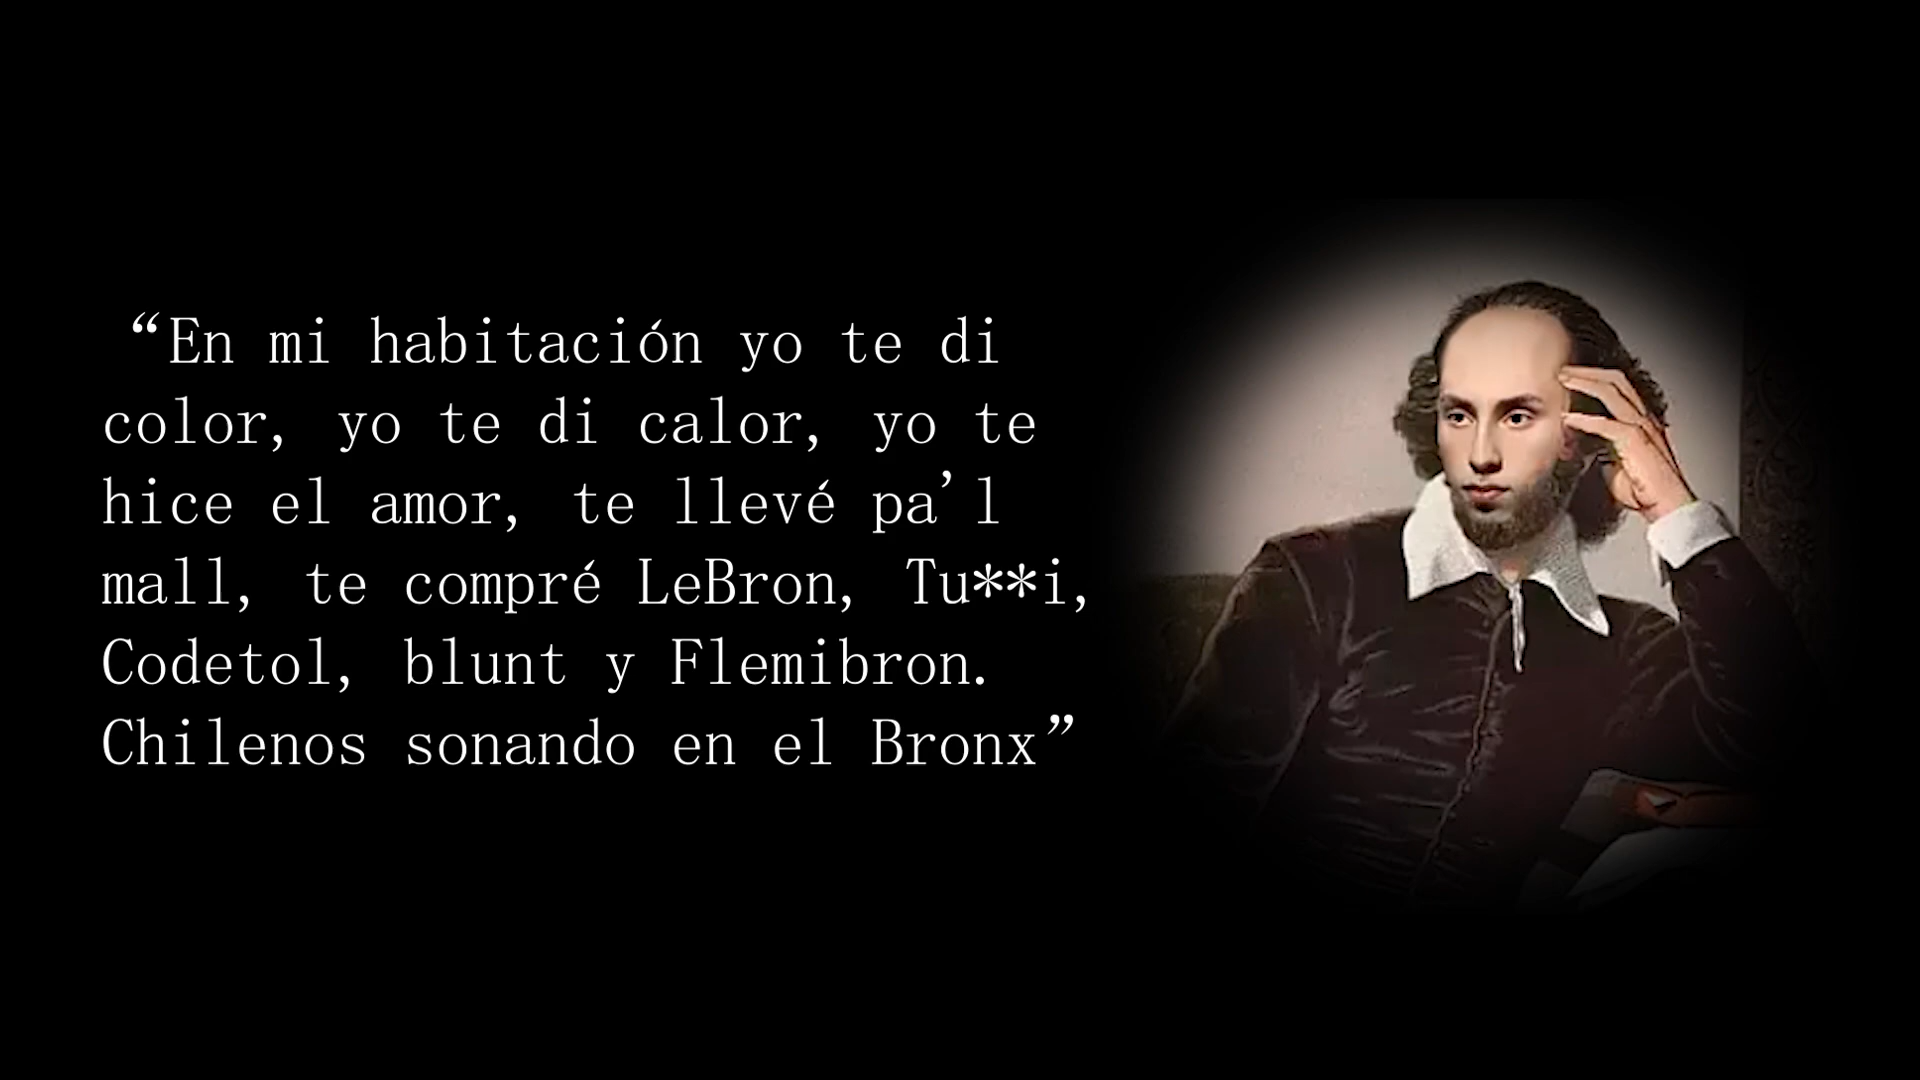 “En mi habitación yo te di
color, yo te di calor, yo te
hice el amor, te llevé pa’l
mall, te compré LeBron, Tu**i,
Codetol, blunt y Flemibron.
Chilenos sonando en el Bronx”